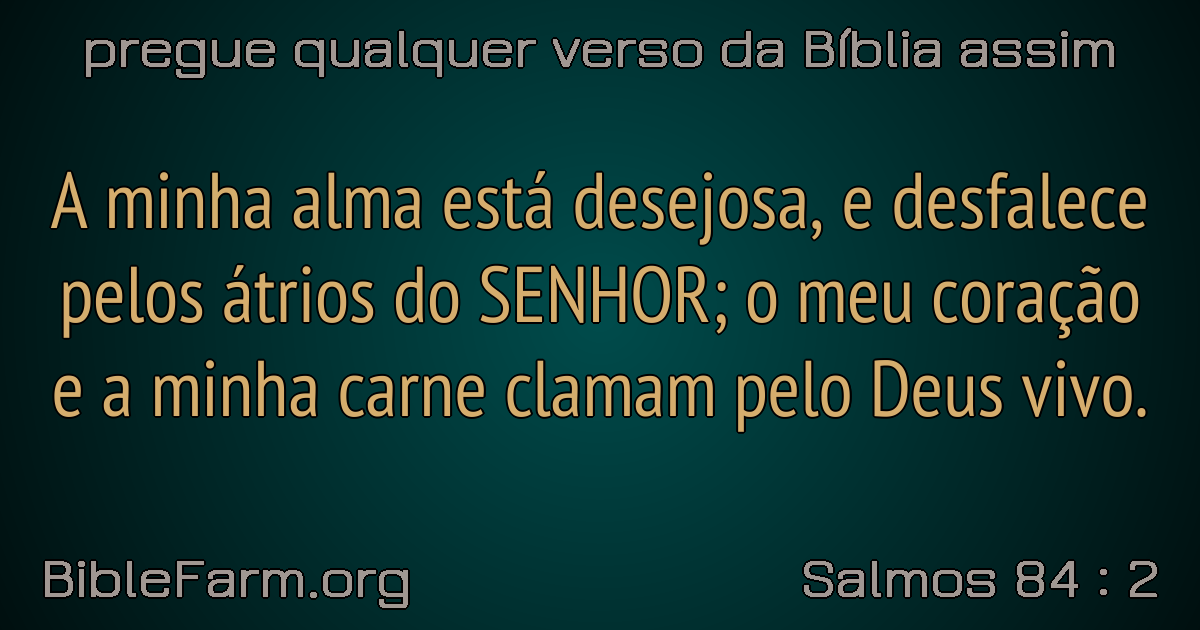 pregue qualquer verso da Bíblia assim
A minha alma está desejosa, e desfalece
pelos átrios do SENHOR; o meu coração
e a minha carne clamam pelo Deus vivo.
BibleFarm.org
Salmos 84 : 2